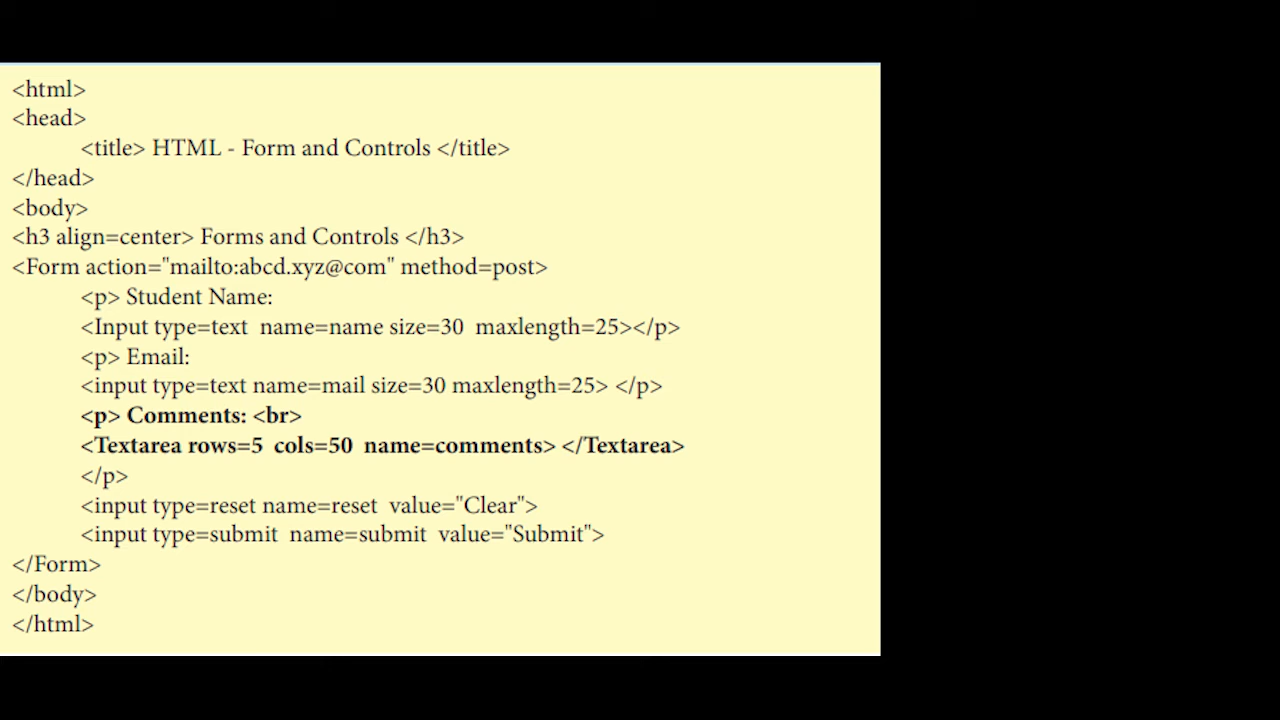 <html>
<head>
<title> HTML - Form and Controls </title>
</head>
<body>
<h3 align=center> Forms and Controls </h3>
<Form action="mailto:abcd.xyz@com" method=post>
<p> Student Name:
<Input type=text name=name size=30 maxlength=25></p>
<p> Email:
<input type=text name=mail size=30 maxlength=25> </p>
<p> Comments: <br>
<Textarea rows=5 cols=50 name=comments> </Textarea>
</p>
<input type=reset name=reset value="Clear">
<input type=submit name=submit value="Submit">
</Form>
</body>
</html>